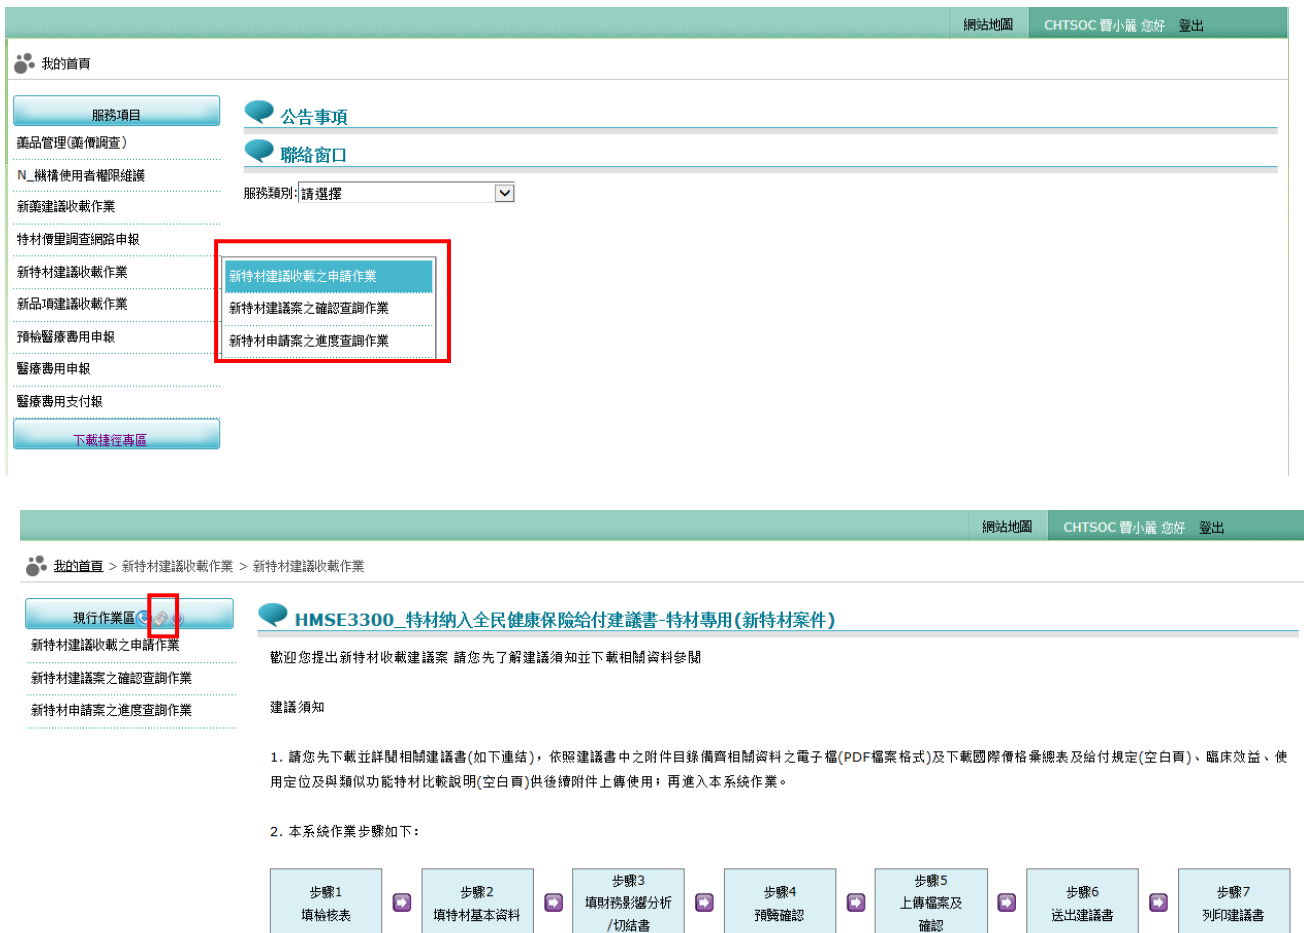 網站地圖 CHTSOC 曹小麗 您好 登出
我的首頁
服務項目
藥品管理(藥價調查)
N_機構使用者權限維護
新藥建議收載作業
特材價量調查網路申報
新特材建議收載作業
新品項建議收載作業
預檢醫療費用申報
醫療費用申報
醫療費用支付報
下載捷徑專區
公告事項
聯絡窗口
服務類別:請選擇
新特材建議收載之申請作業
新特材建議案之確認查詢作業
新特材申請案之進度查詢作業
網站地圖 CHTSOC 曹小麗 您好 登出
我的首頁 > 新特材建議收載作業 > 新特材建議收載作業
現行作業區
新特材建議收載之申請作業
新特材建議案之確認查詢作業
新特材申請案之進度查詢作業
HMSE3300_特材納入全民健康保險給付建議書-特材專用(新特材案件)
歡迎您提出新特材收載建議案 請您先了解建議須知並下載相關資料參閱
建議須知
1. 請您先下載並詳閱相關建議書(如下連結)，依照建議書中之附件目錄備齊相關資料之電子檔(PDF檔案格式)及下載國際價格彙總表及給付規定(空白頁)、臨床效益、使
用定位及與類似功能特材比較說明(空白頁)供後續附件上傳使用；再進入本系統作業。
2. 本系統作業步驟如下：
步驟1
填檢核表
步驟2
填特材基本資料
步驟3
填財務影響分析
/切結書
步驟4
預覽確認
步驟5
上傳檔案及
確認
步驟6
送出建議書
步驟7
列印建議書